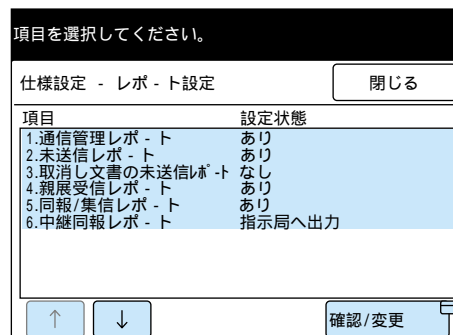 項目を選択してください。
仕様設定 - レポ-ト設定 閉じる
項目 設定状態
1.通信管理レポ-ト あり
2.未送信レポ-ト あり
3.取消し文書の未送信ﾚﾎﾟ-ト なし
4.親展受信レポ-ト あり
5.同報/集信レポ-ト あり
6.中継同報レポ-ト 指示局へ出力
↑ ↓ 確認/変更